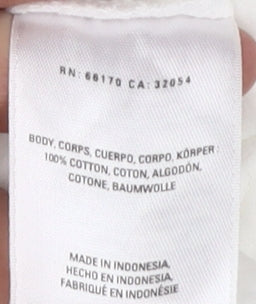 RN: 66170 CA: 32054
BODY, CORPS, CUERPO, CORPO, KÖRPER :
100% COTTON, COTON, ALGODÓN,
COTONE, BAUMWOLLE
MADE IN INDONESIA,
HECHO EN INDONESIA,
FABRIQUÉ EN INDONÉSIE